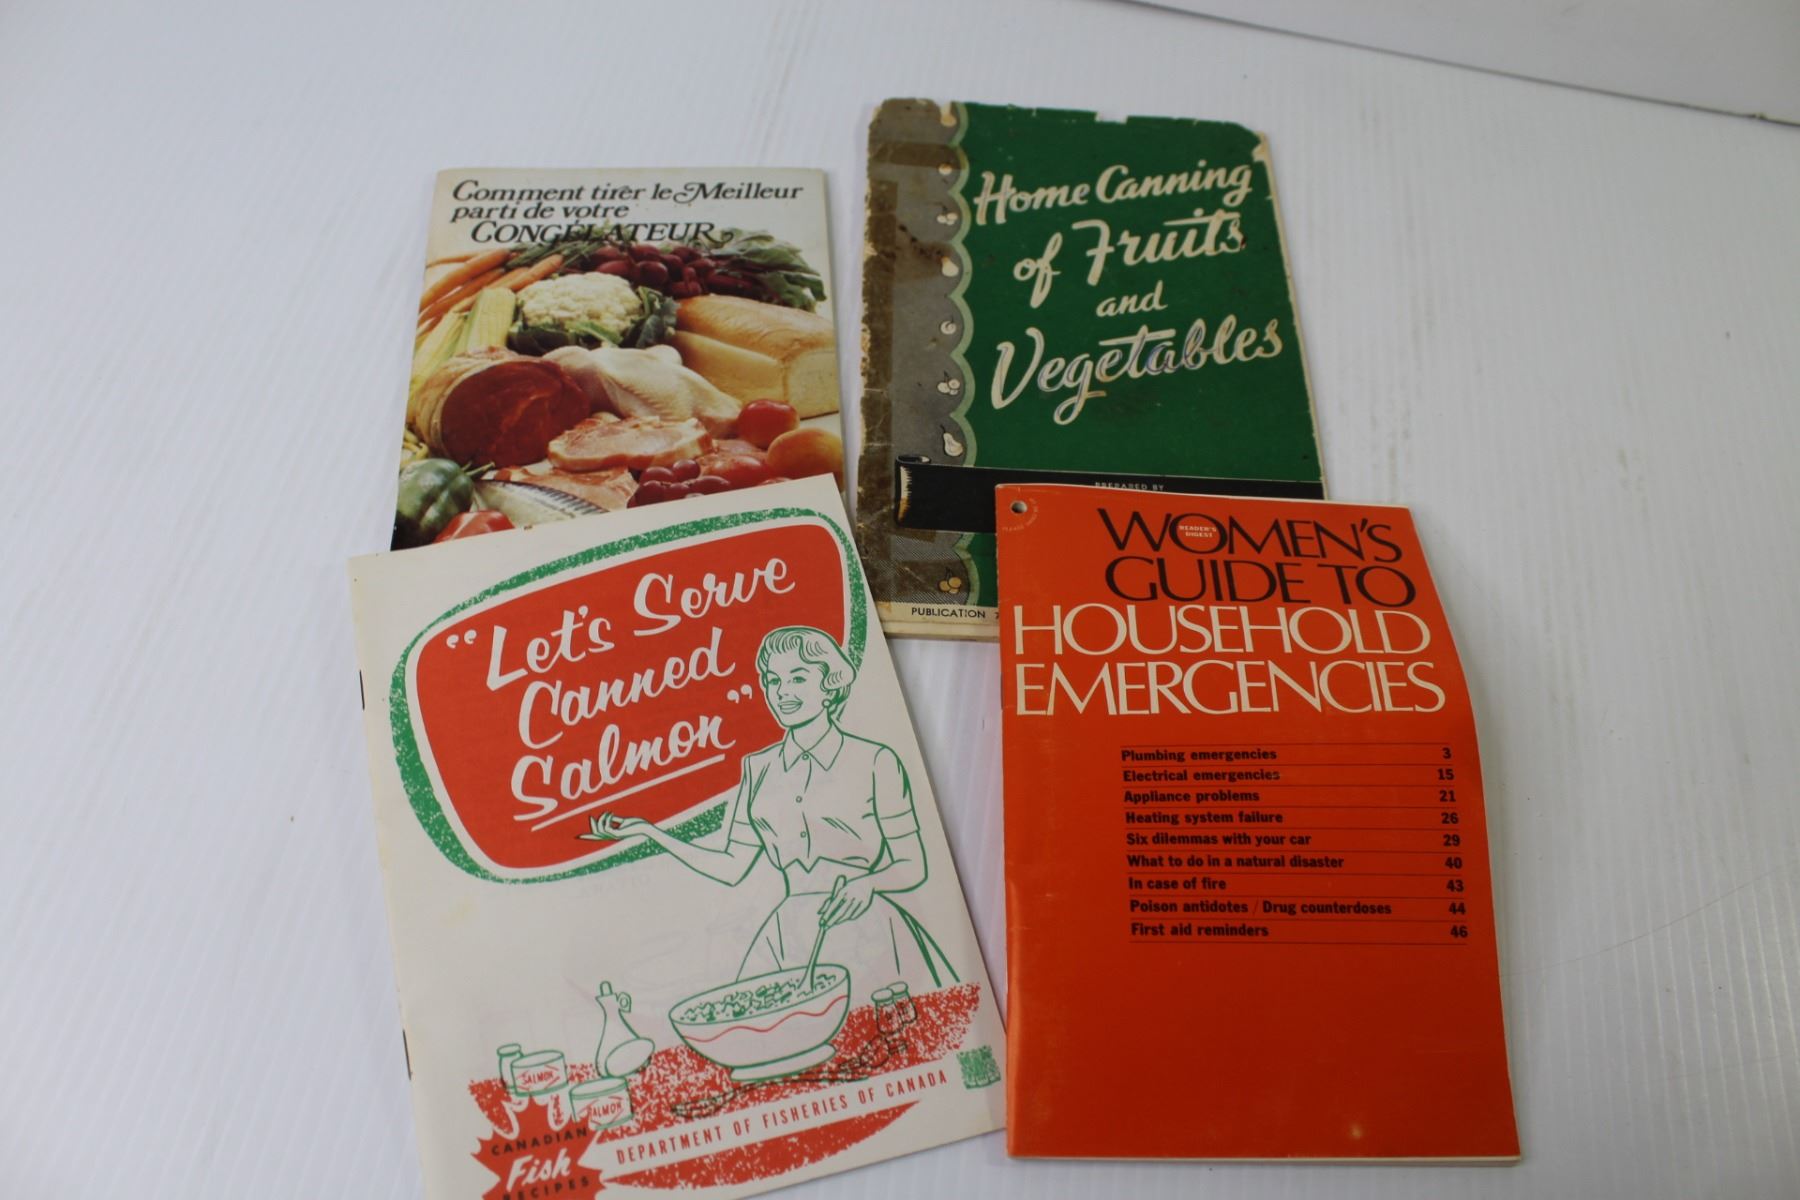 Comment tirer le Meilleur
parti de votre
CONGÉLATEUR
Home Canning
of Fruits
and
Vegetables
PREPARED BY
PUBLICATION
"Let's Serve
Canned
Salmon"
SALMON
SALMON
CANADIAN
Fish
RECIPES
DEPARTMENT OF FISHERIES OF CANADA
READER'S
DIGEST
WOMEN'S
GUIDE TO
HOUSEHOLD
EMERGENCIES
Plumbing emergencies 3
Electrical emergencies 15
Appliance problems 21
Heating system failure 26
Six dilemmas with your car 29
What to do in a natural disaster 40
In case of fire 43
Poison antidotes / Drug counterdoses 44
First aid reminders 46